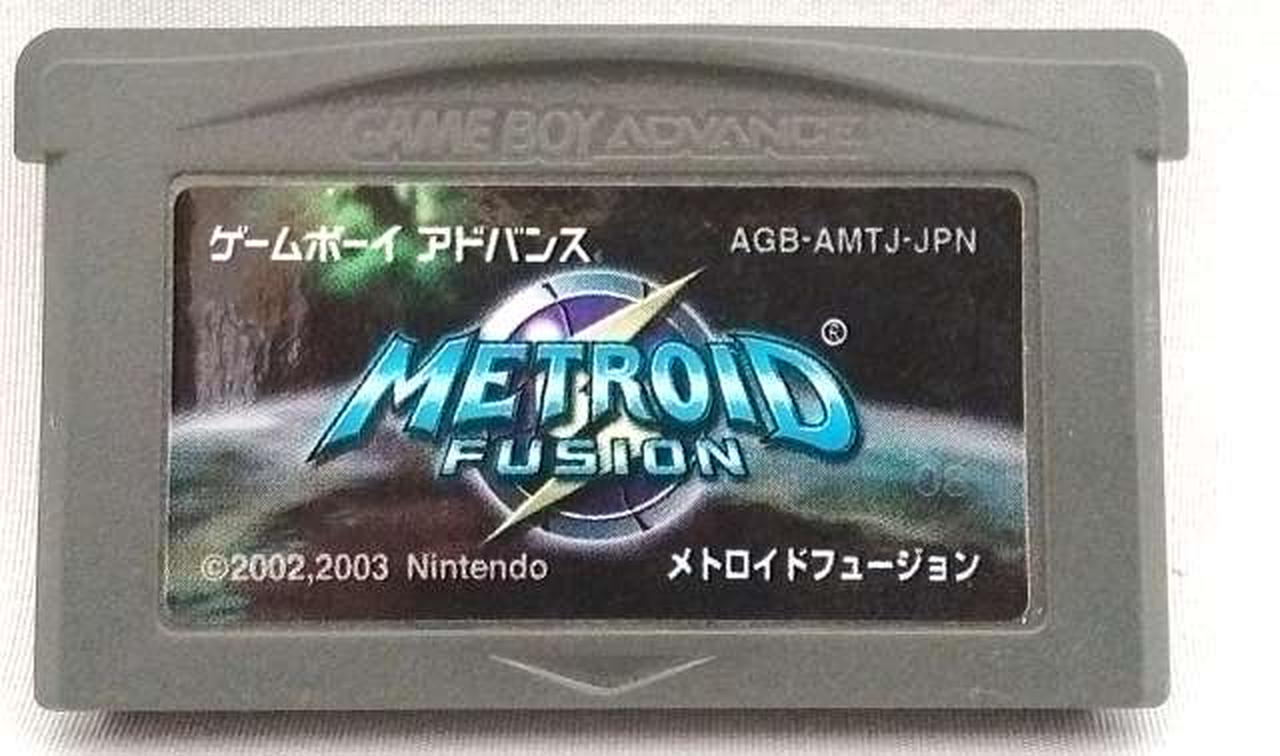 GAME BOY ADVANCE
ゲームボーイ アドバンス
AGB-AMTJ-JPN
METROID®
FUSION
06
©2002,2003 Nintendo
メトロイドフュージョン